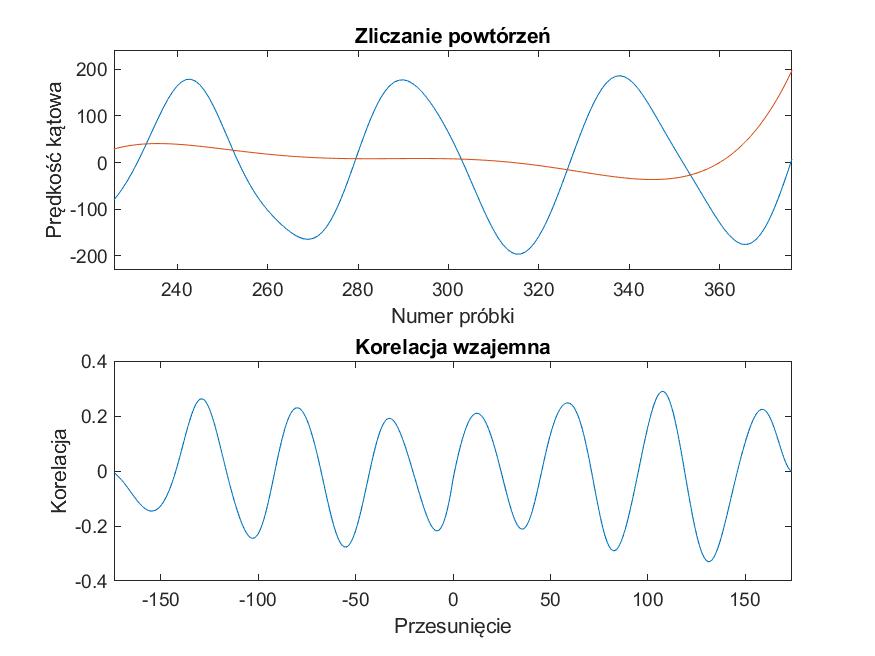 Zliczanie powtórzeń
200
100
0
-100
-200
Prędkość kątowa
240 260 280 300 320 340 360
Numer próbki
Korelacja wzajemna
0.4
0.2
0
-0.2
-0.4
Korelacja
-150 -100 -50 0 50 100 150
Przesunięcie